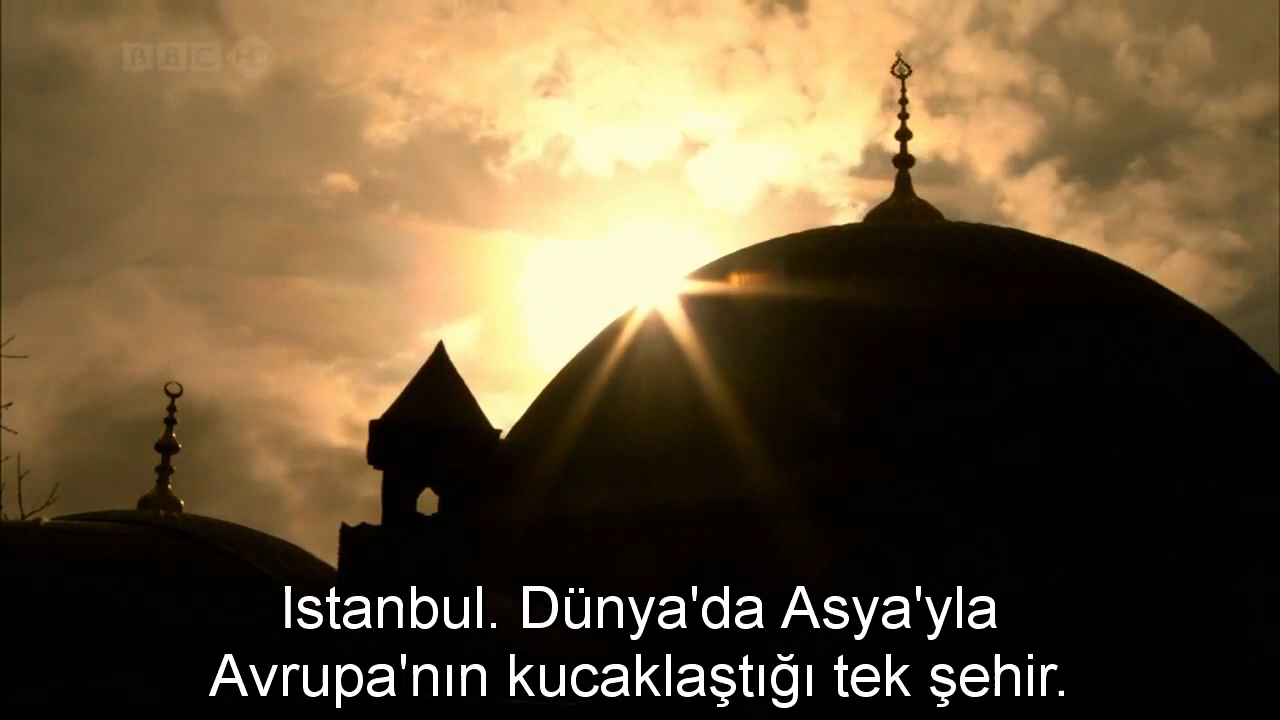 BBC HD
Istanbul. Dünya'da Asya'yla
Avrupa'nın kucaklaştığı tek şehir.